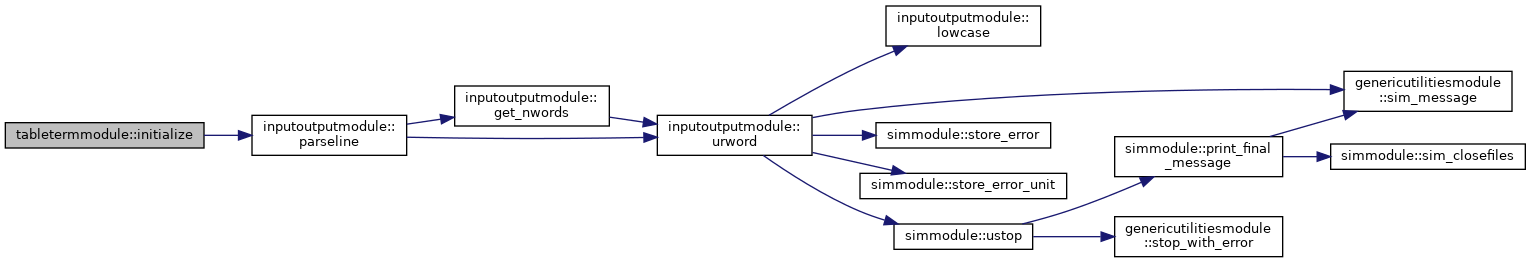 tabletermmodule::initialize
inputoutputmodule::
parseline
inputoutputmodule::
get_nwords
inputoutputmodule::
urword
inputoutputmodule::
lowcase
simmodule::store_error
simmodule::store_error_unit
simmodule::ustop
simmodule::print_final
_message
genericutilitiesmodule
::stop_with_error
genericutilitiesmodule
::sim_message
simmodule::sim_closefiles